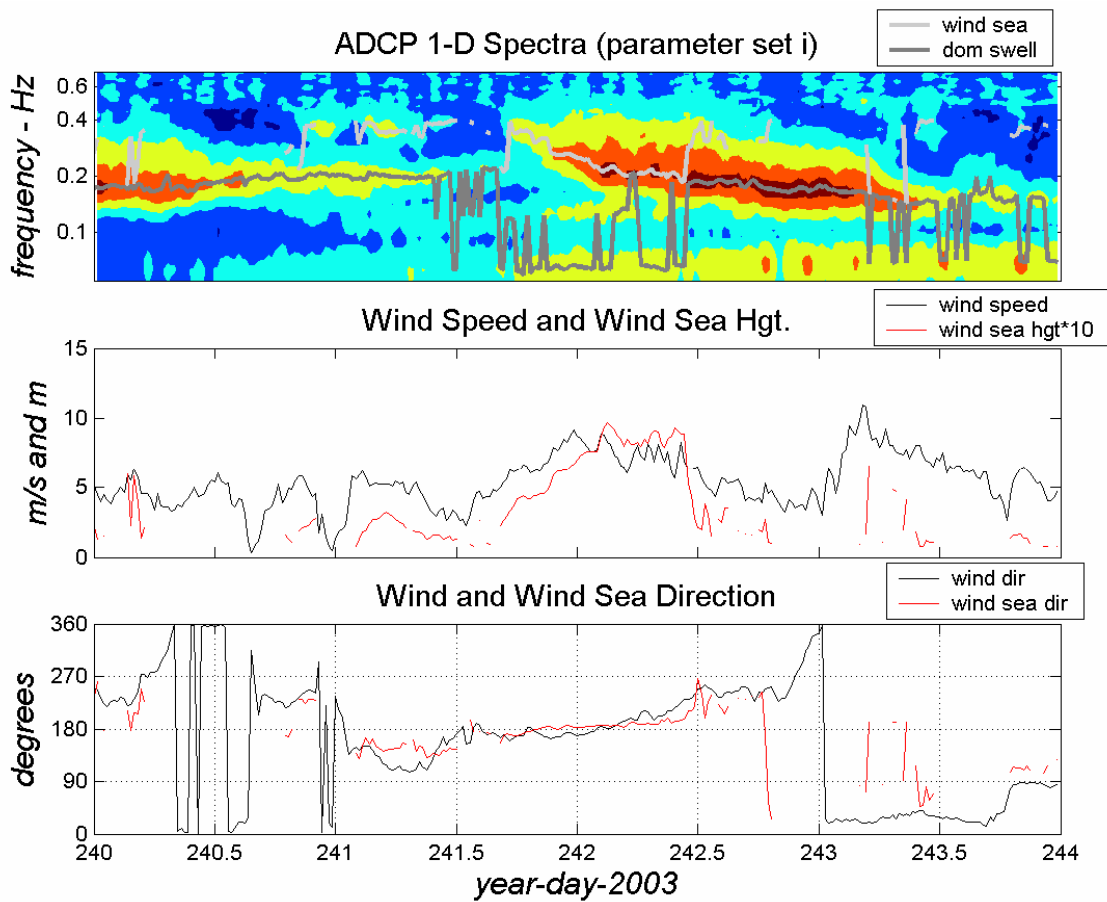 wind sea
dom swell
ADCP 1-D Spectra (parameter set i)
frequency - Hz
0.6
0.4
0.2
0.1
wind speed
wind sea hgt*10
Wind Speed and Wind Sea Hgt.
m/s and m
15
10
5
0
wind dir
wind sea dir
Wind and Wind Sea Direction
degrees
360
270
180
90
0
240
240.5
241
241.5
242
242.5
243
243.5
244
year-day-2003